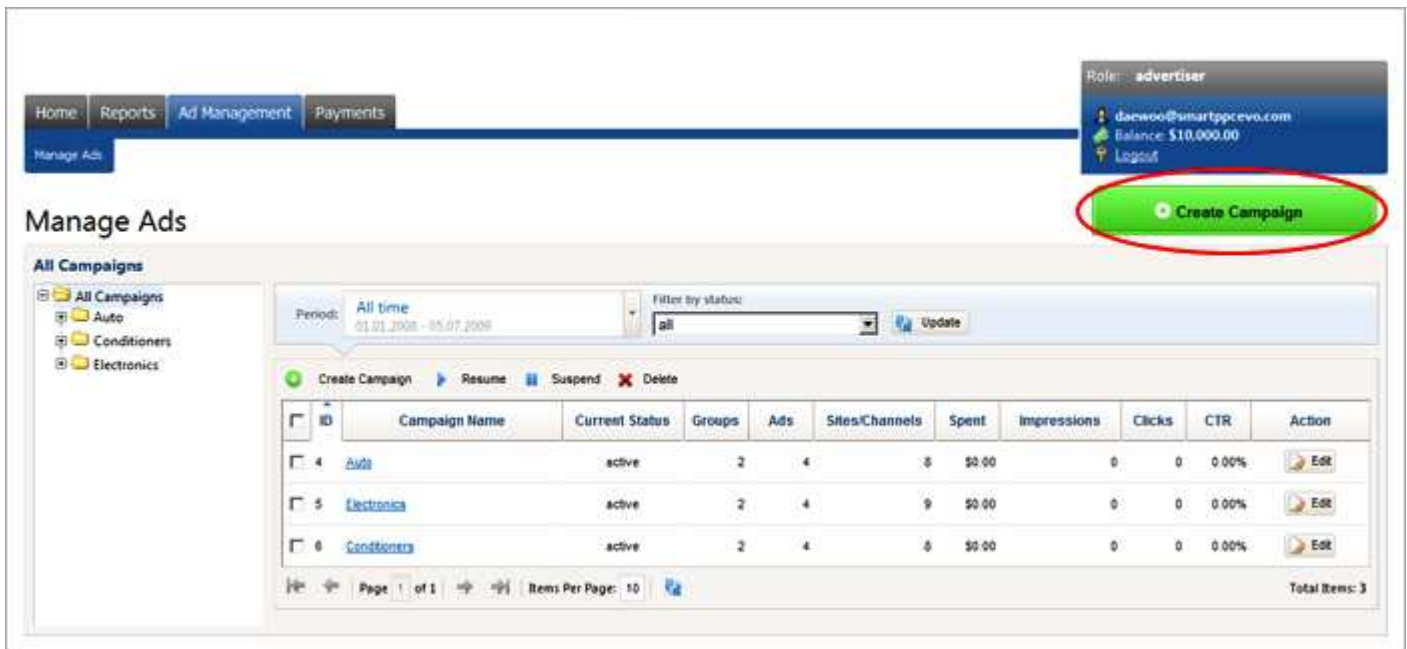 Role: advertiser
Home Reports Ad Management Payments
daewoo@smartppcevo.com
Balance: $10,000.00
Manage Ads
Logout
Create Campaign
Manage Ads
All Campaigns
All Campaigns
Auto
Conditioners
Electronics
Period: All time
01.01.2008 - 05.07.2009
Filter by status:
all
Update
Create Campaign Resume Suspend Delete
ID Campaign Name Current Status Groups Ads Sites/Channels Spent Impressions Clicks CTR Action
4 Auto active 2 4 8 $0.00 0 0 0.00% Edit
5 Electronics active 2 4 9 $0.00 0 0 0.00% Edit
6 Conditioners active 2 4 8 $0.00 0 0 0.00% Edit
Page 1 of 1 Items Per Page: 10 Total Items: 3